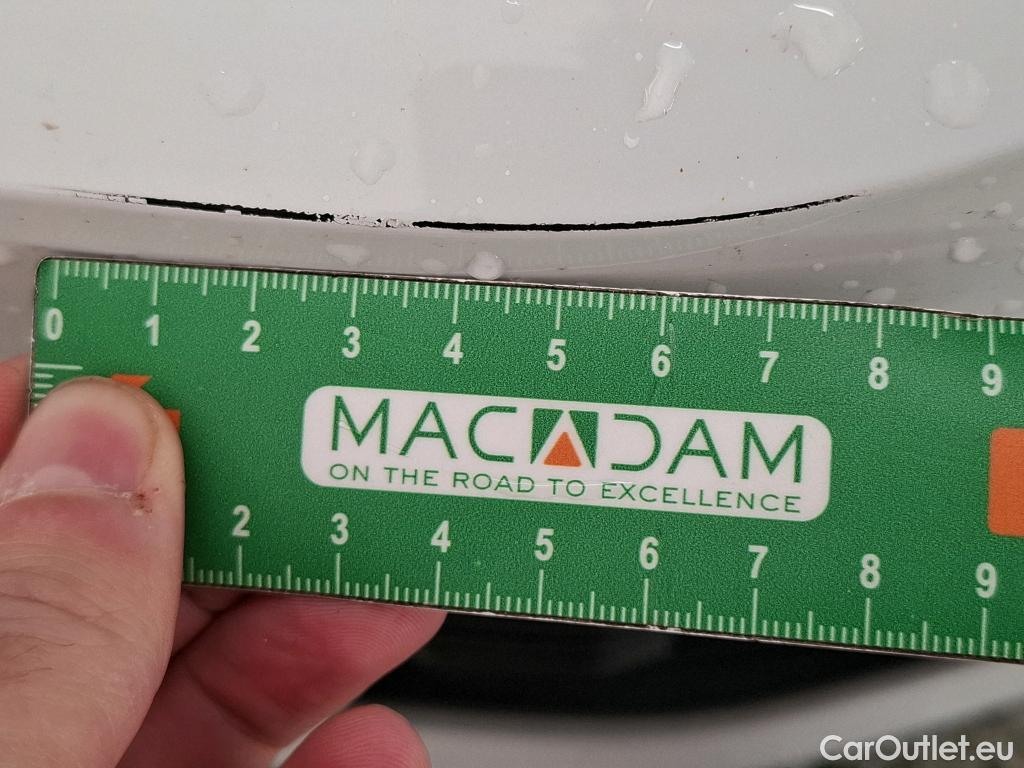 0 1 2 3 4 5 6 7 8 9
MACADAM
ON THE ROAD TO EXCELLENCE
2 3 4 5 6 7 8 9
CarOutlet.eu